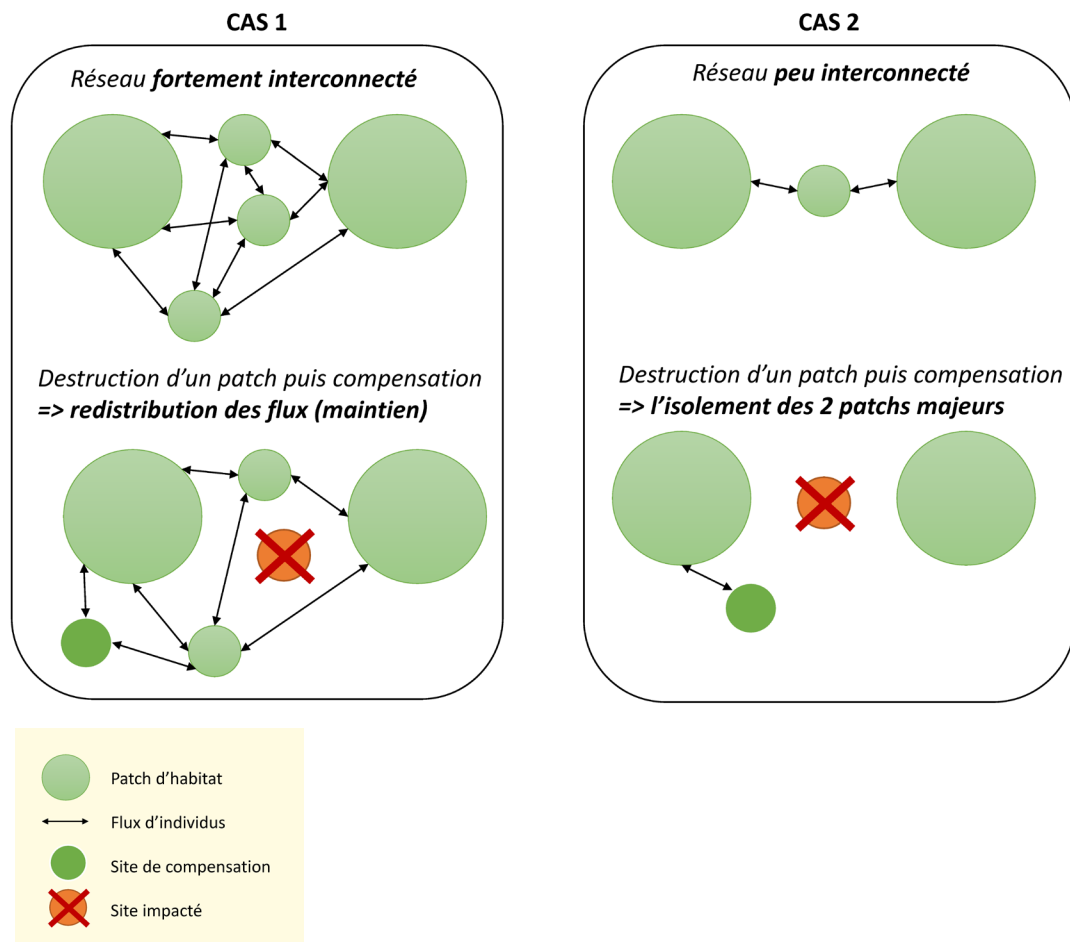 CAS 1
Réseau fortement interconnecté
Destruction d'un patch puis compensation
=> redistribution des flux (maintien)
CAS 2
Réseau peu interconnecté
Destruction d'un patch puis compensation
=> l'isolement des 2 patchs majeurs
Patch d'habitat
Flux d'individus
Site de compensation
Site impacté